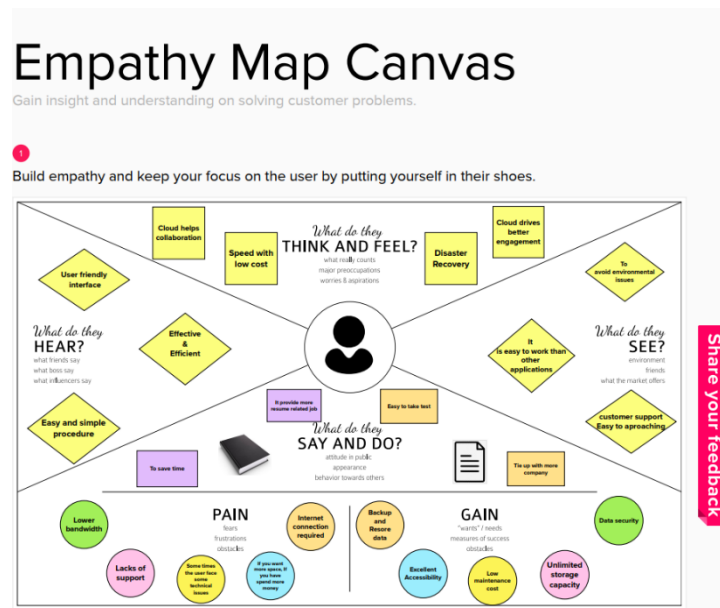 Empathy Map Canvas
Gain insight and understanding on solving customer problems.
1
Build empathy and keep your focus on the user by putting yourself in their shoes.
What do they
THINK AND FEEL?
what really counts
major preoccupations
worries & aspirations
Cloud helps
collaboration
Speed with
low cost
Disaster
Recovery
Cloud drives
better
engagement
What do they
HEAR?
what friends say
what boss say
what influencers say
User friendly
interface
Effective
&
Efficient
Easy and simple
procedure
What do they
SEE?
environment
friends
what the market offers
To
avoid environmental
issues
It
is easy to work than
other
applications
customer support
Easy to aproaching
What do they
SAY AND DO?
attitude in public
appearance
behavior towards others
It provide more
resume related job
Easy to take test
To save time
Tie up with more
company
PAIN
fears
frustrations
obstacles
Lower
bandwidth
Lacks of
support
Some times
the user face
some
technical
issues
If you want
more space, if
you have
spend more
money
Internet
connection
required
GAIN
"wants" / needs
measures of success
obstacles
Backup
and
Resore
data
Excellent
Accessibility
Low
maintenance
cost
Unlimited
storage
capacity
Data security
Share your feedback